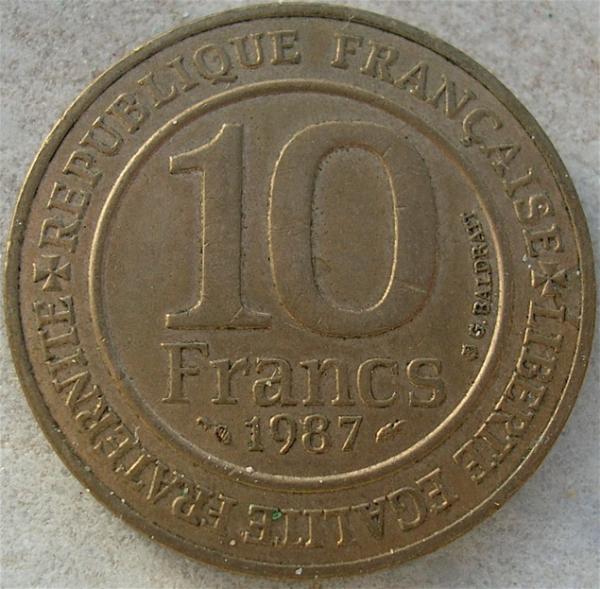 REPUBLIQUE FRANÇAISE
LIBERTE EGALITE FRATERNITE
10
Francs
1987
G. BALDRATI